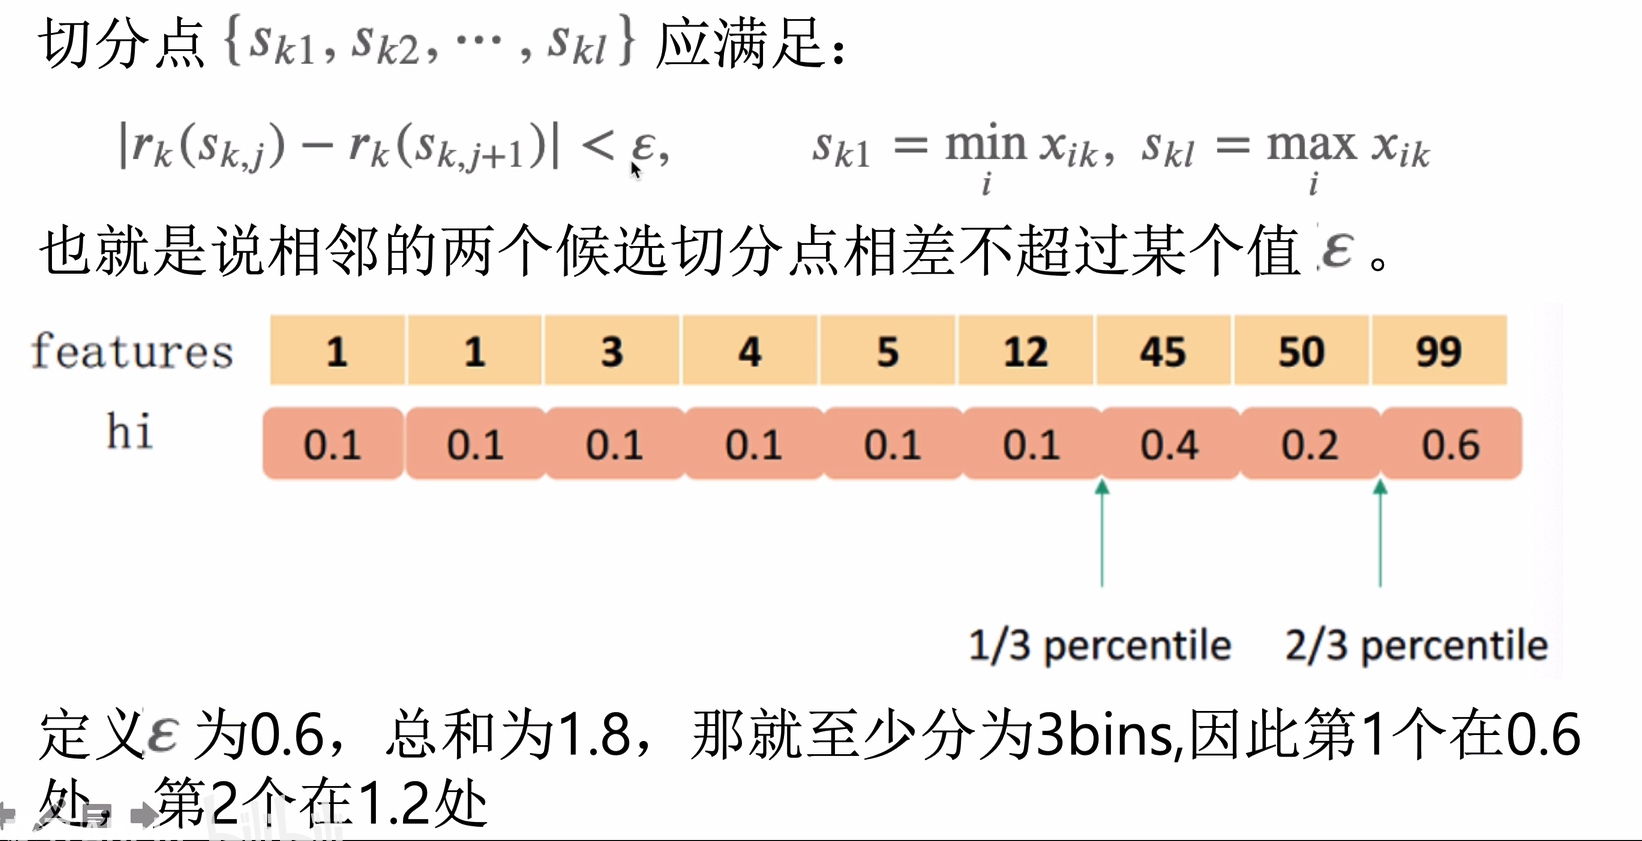 切分点 {s_{k1}, s_{k2}, ⋯ , s_{kl}} 应满足：
|r_k(s_{k,j}) − r_k(s_{k,j+1})| < ε, s_{k1} = min_i x_{ik}, s_{kl} = max_i x_{ik}
也就是说相邻的两个候选切分点相差不超过某个值 ε 。
features 1 1 3 4 5 12 45 50 99
hi 0.1 0.1 0.1 0.1 0.1 0.1 0.4 0.2 0.6
1/3 percentile 2/3 percentile
定义ε 为0.6，总和为1.8，那就至少分为3bins,因此第1个在0.6
处，第2个在1.2处